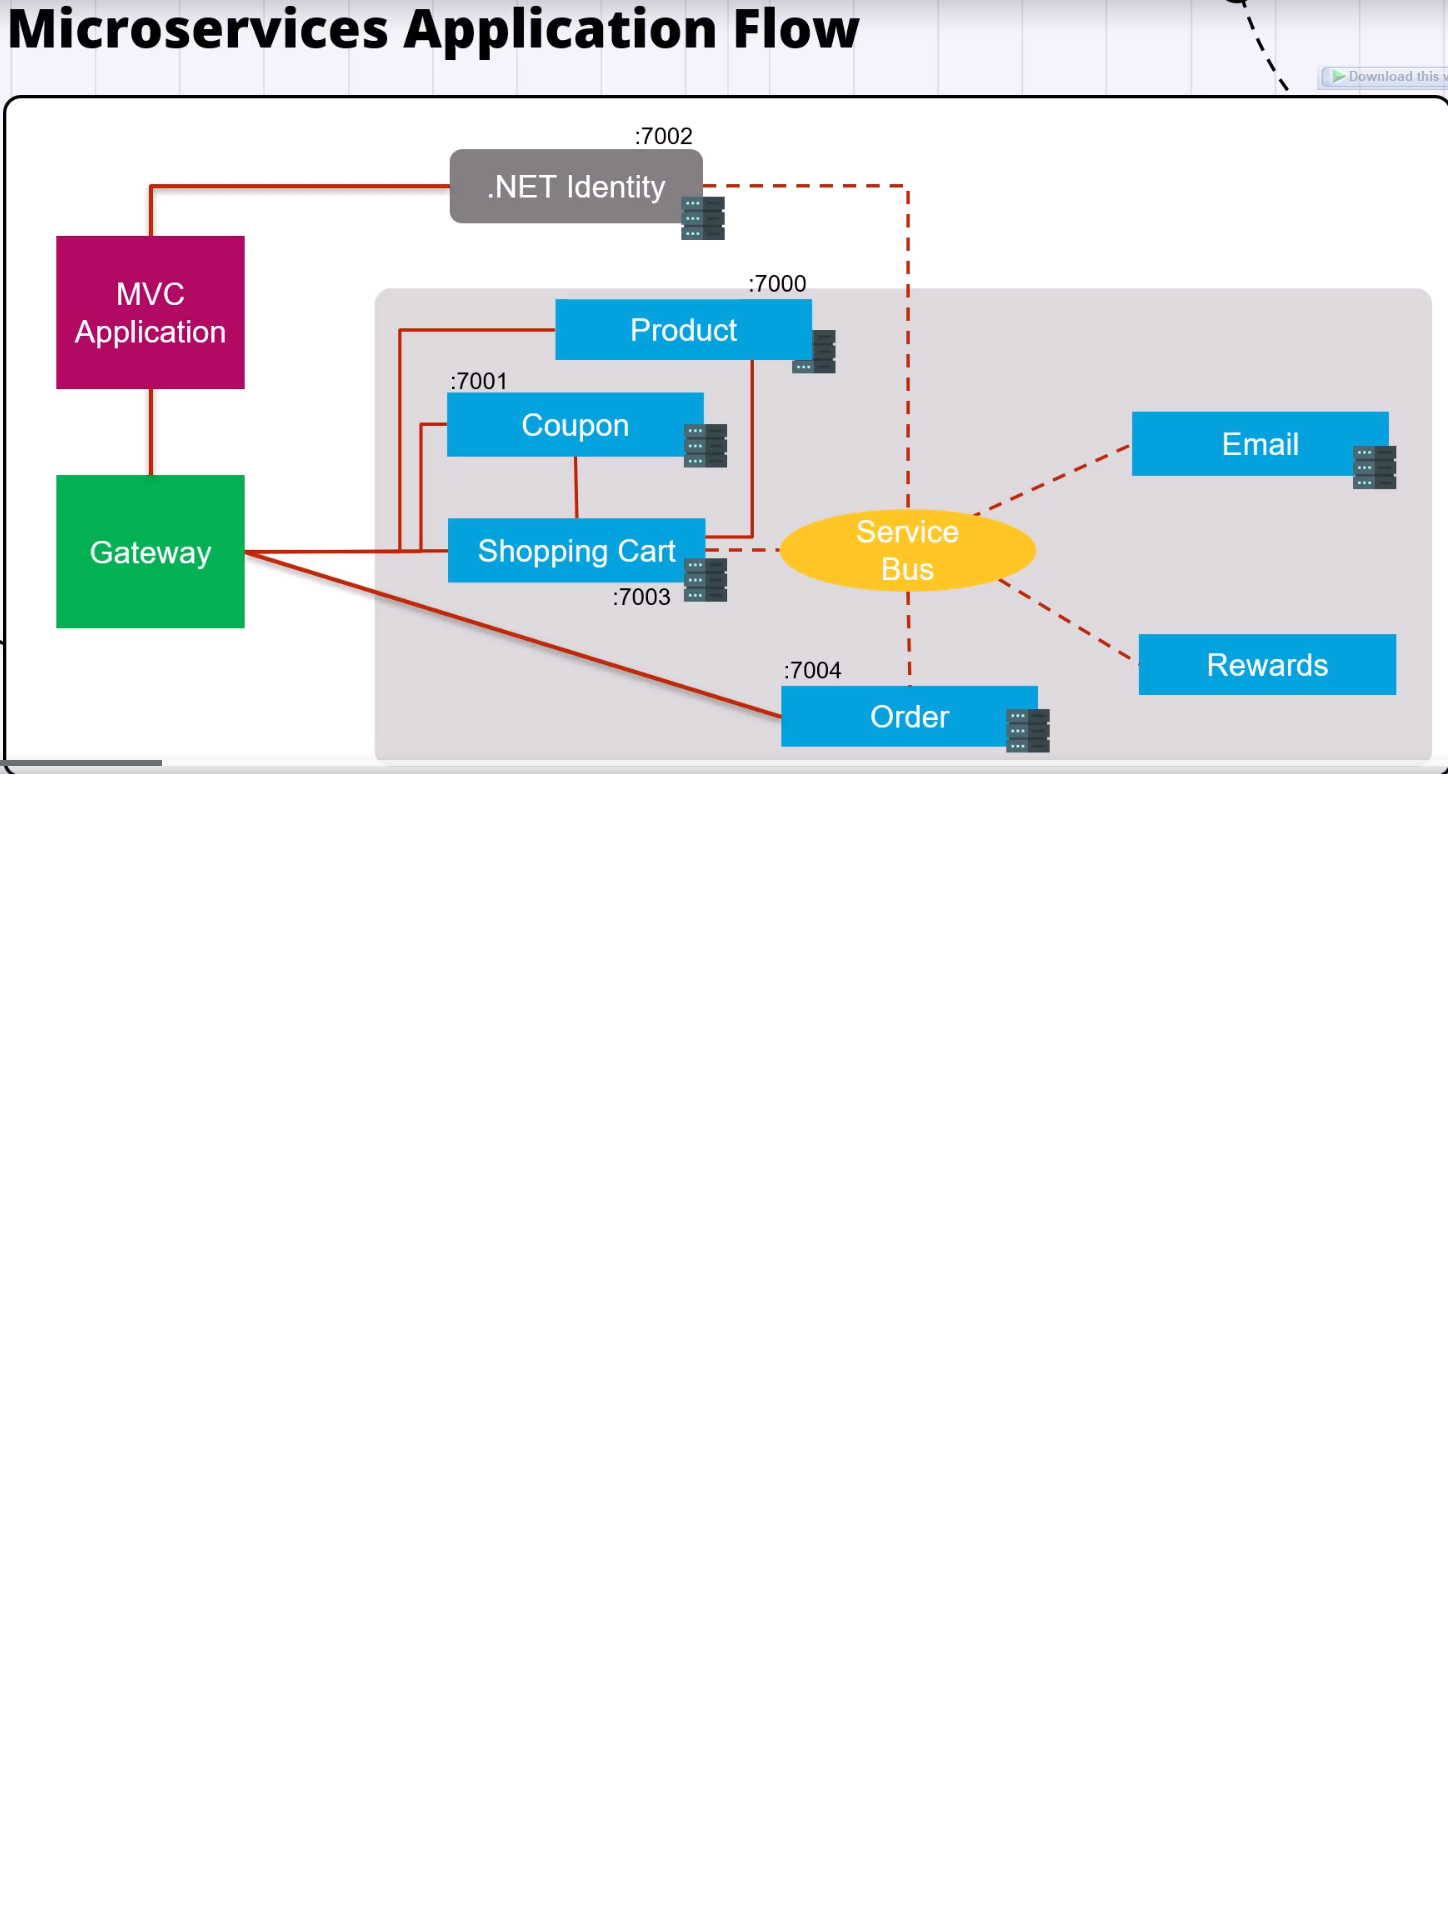 Microservices Application Flow
Download this v
:7002
.NET Identity
MVC
Application
:7000
Product
:7001
Coupon
Email
Gateway
Shopping Cart
Service
Bus
:7003
Rewards
:7004
Order